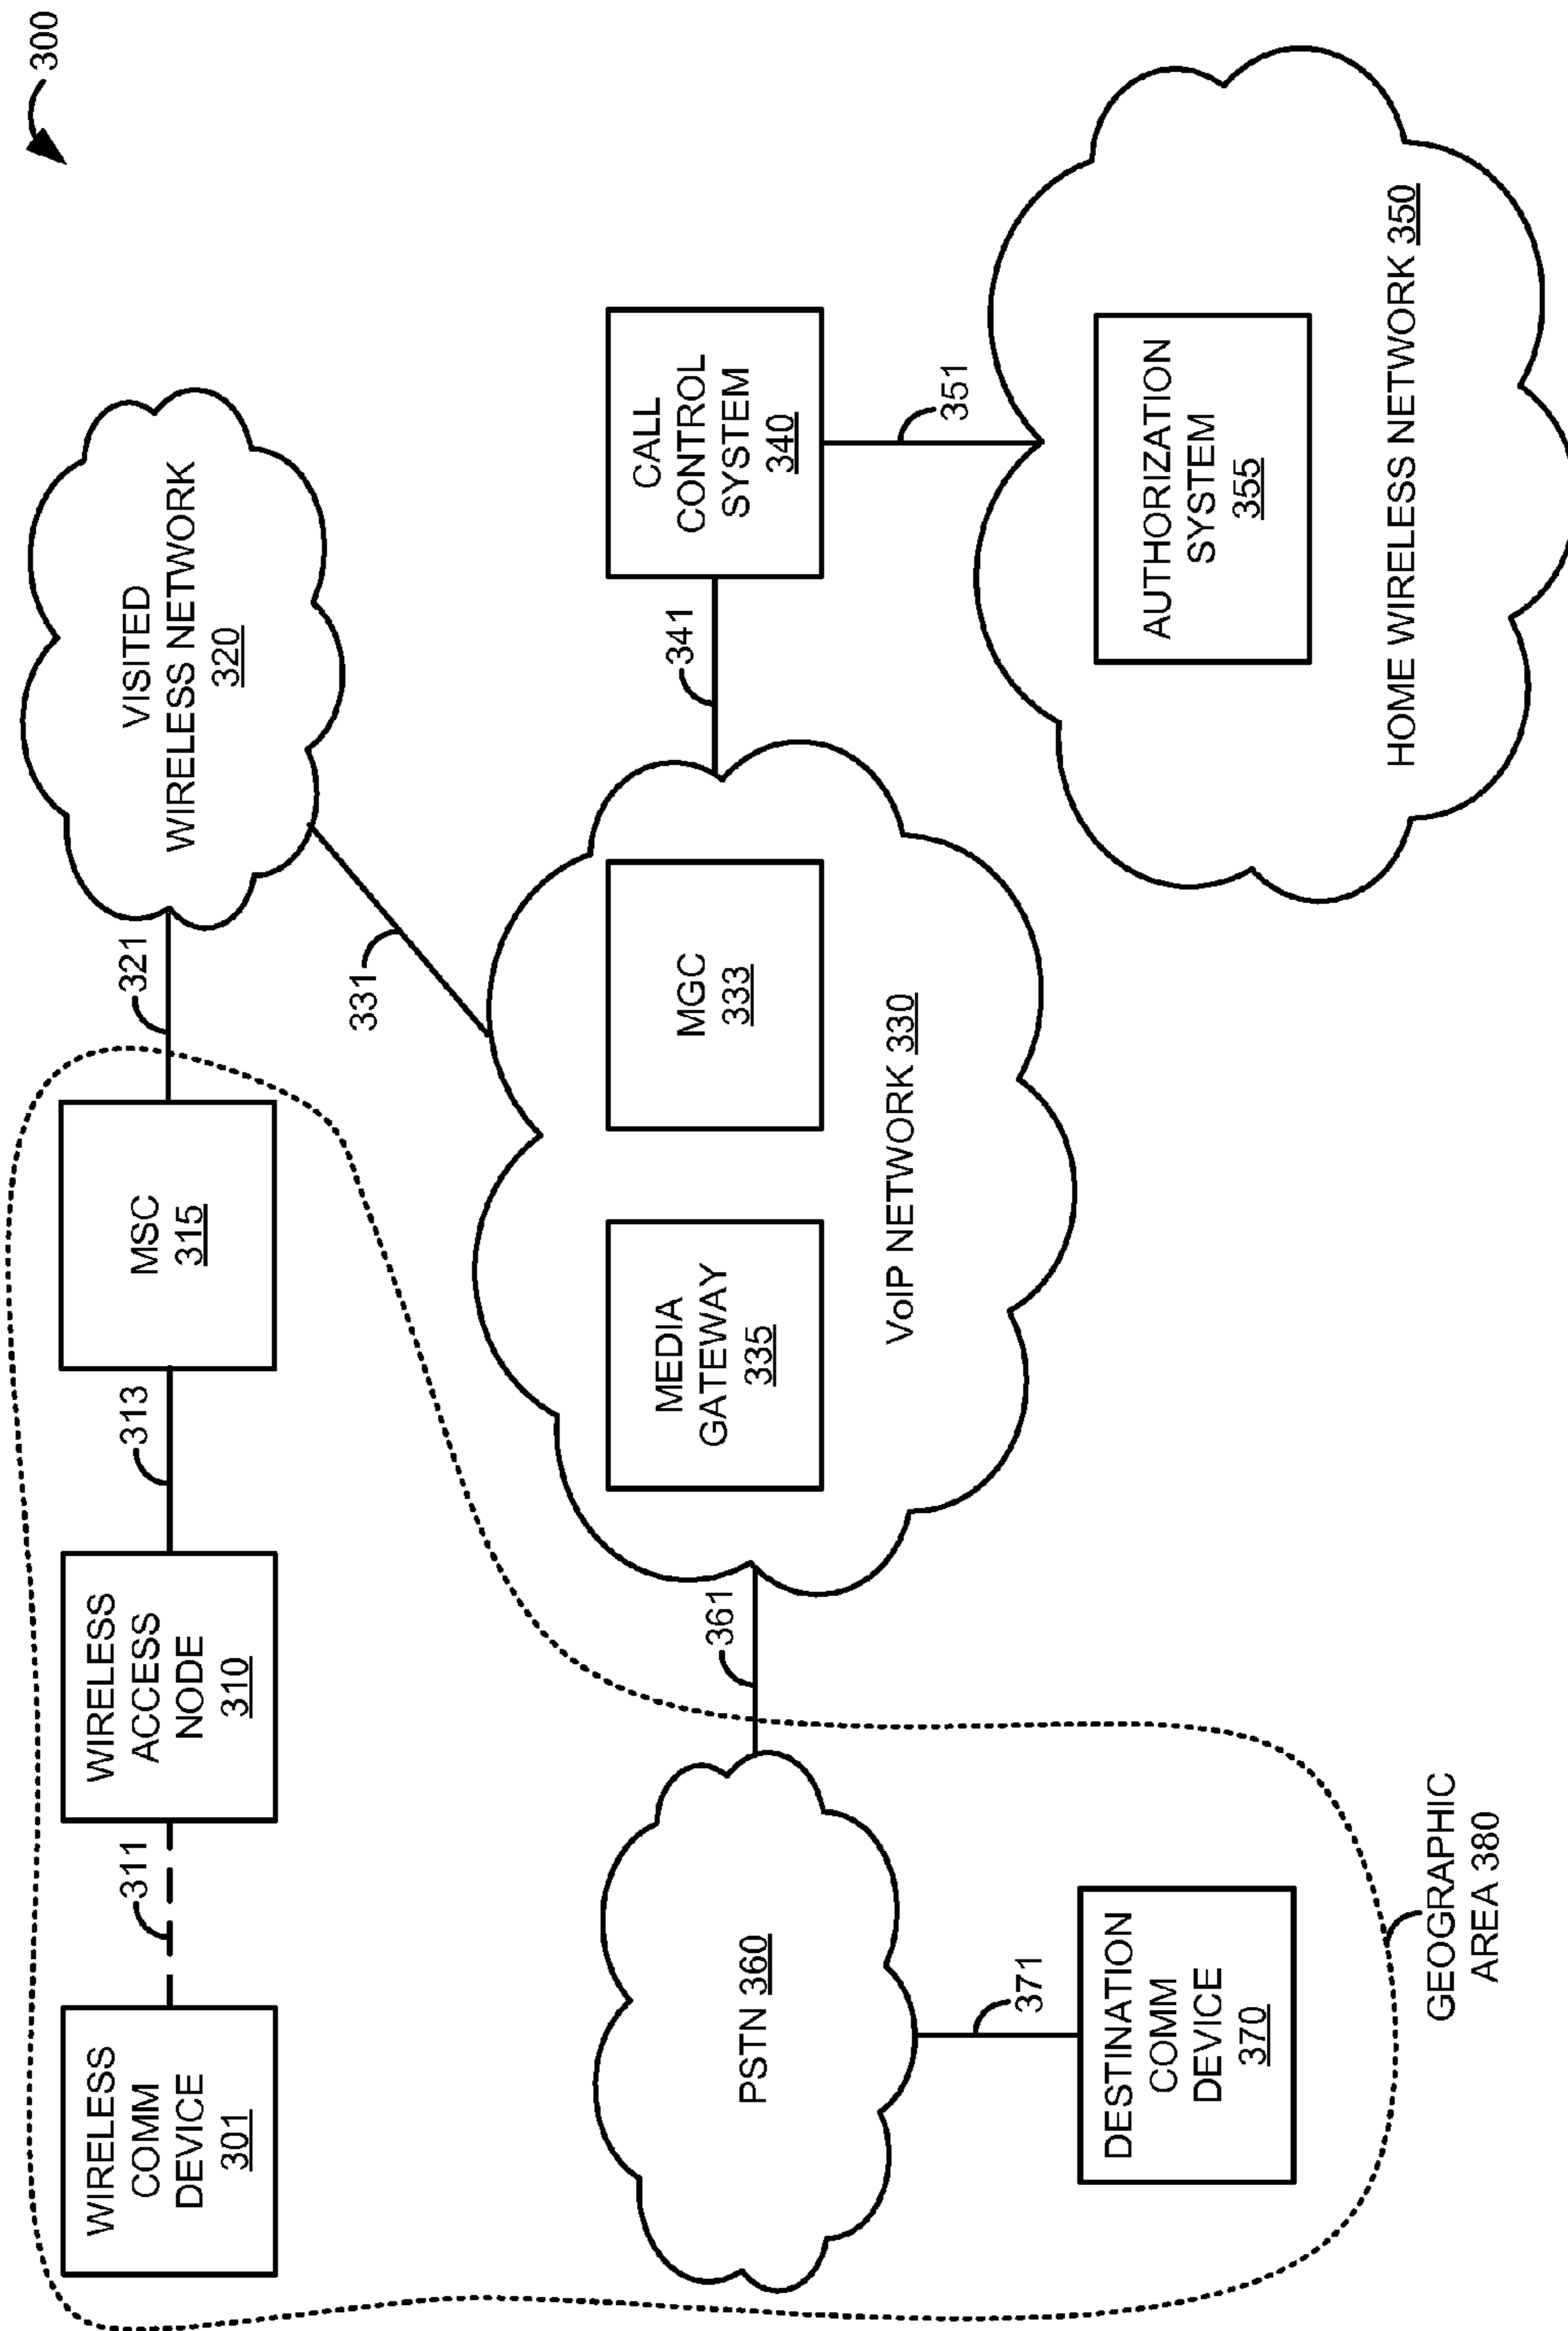 300
WIRELESS
COMM
DEVICE
301
311
WIRELESS
ACCESS
NODE
310
313
MSC
315
321
VISITED
WIRELESS NETWORK
320
331
PSTN 360
361
MEDIA
GATEWAY
335
MGC
333
VoIP NETWORK 330
341
CALL
CONTROL
SYSTEM
340
351
DESTINATION
COMM
DEVICE
370
371
AUTHORIZATION
SYSTEM
355
HOME WIRELESS NETWORK 350
GEOGRAPHIC
AREA 380